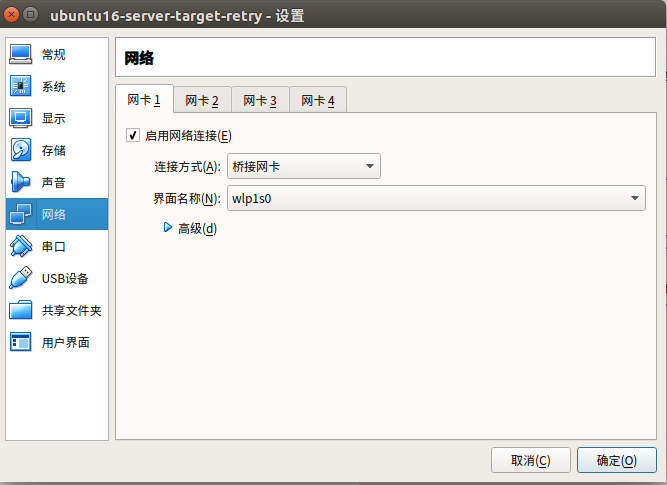 ubuntu16-server-target-retry - 设置
常规
系统
显示
存储
声音
网络
串口
USB设备
共享文件夹
用户界面
网络
网卡 1 网卡 2 网卡 3 网卡 4
启用网络连接(E)
连接方式(A): 桥接网卡
界面名称(N): wlp1s0
高级(d)
取消(C) 确定(O)